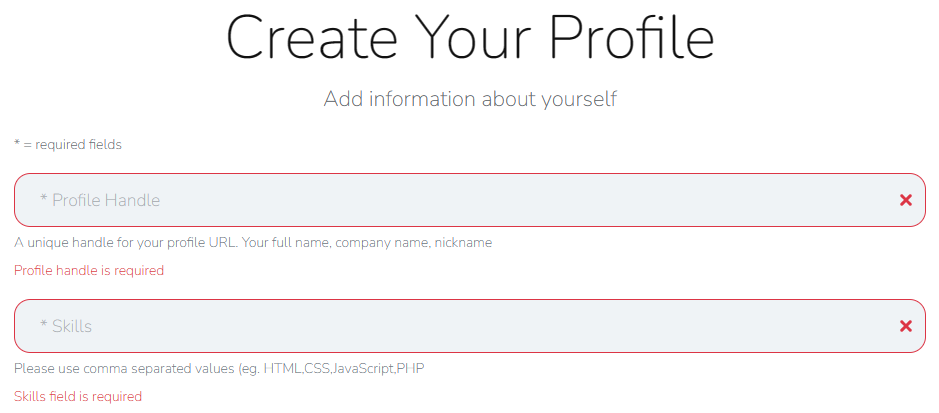 Create Your Profile
Add information about yourself
* = required fields
* Profile Handle
A unique handle for your profile URL. Your full name, company name, nickname
Profile handle is required
* Skills
Please use comma separated values (eg. HTML,CSS,JavaScript,PHP
Skills field is required